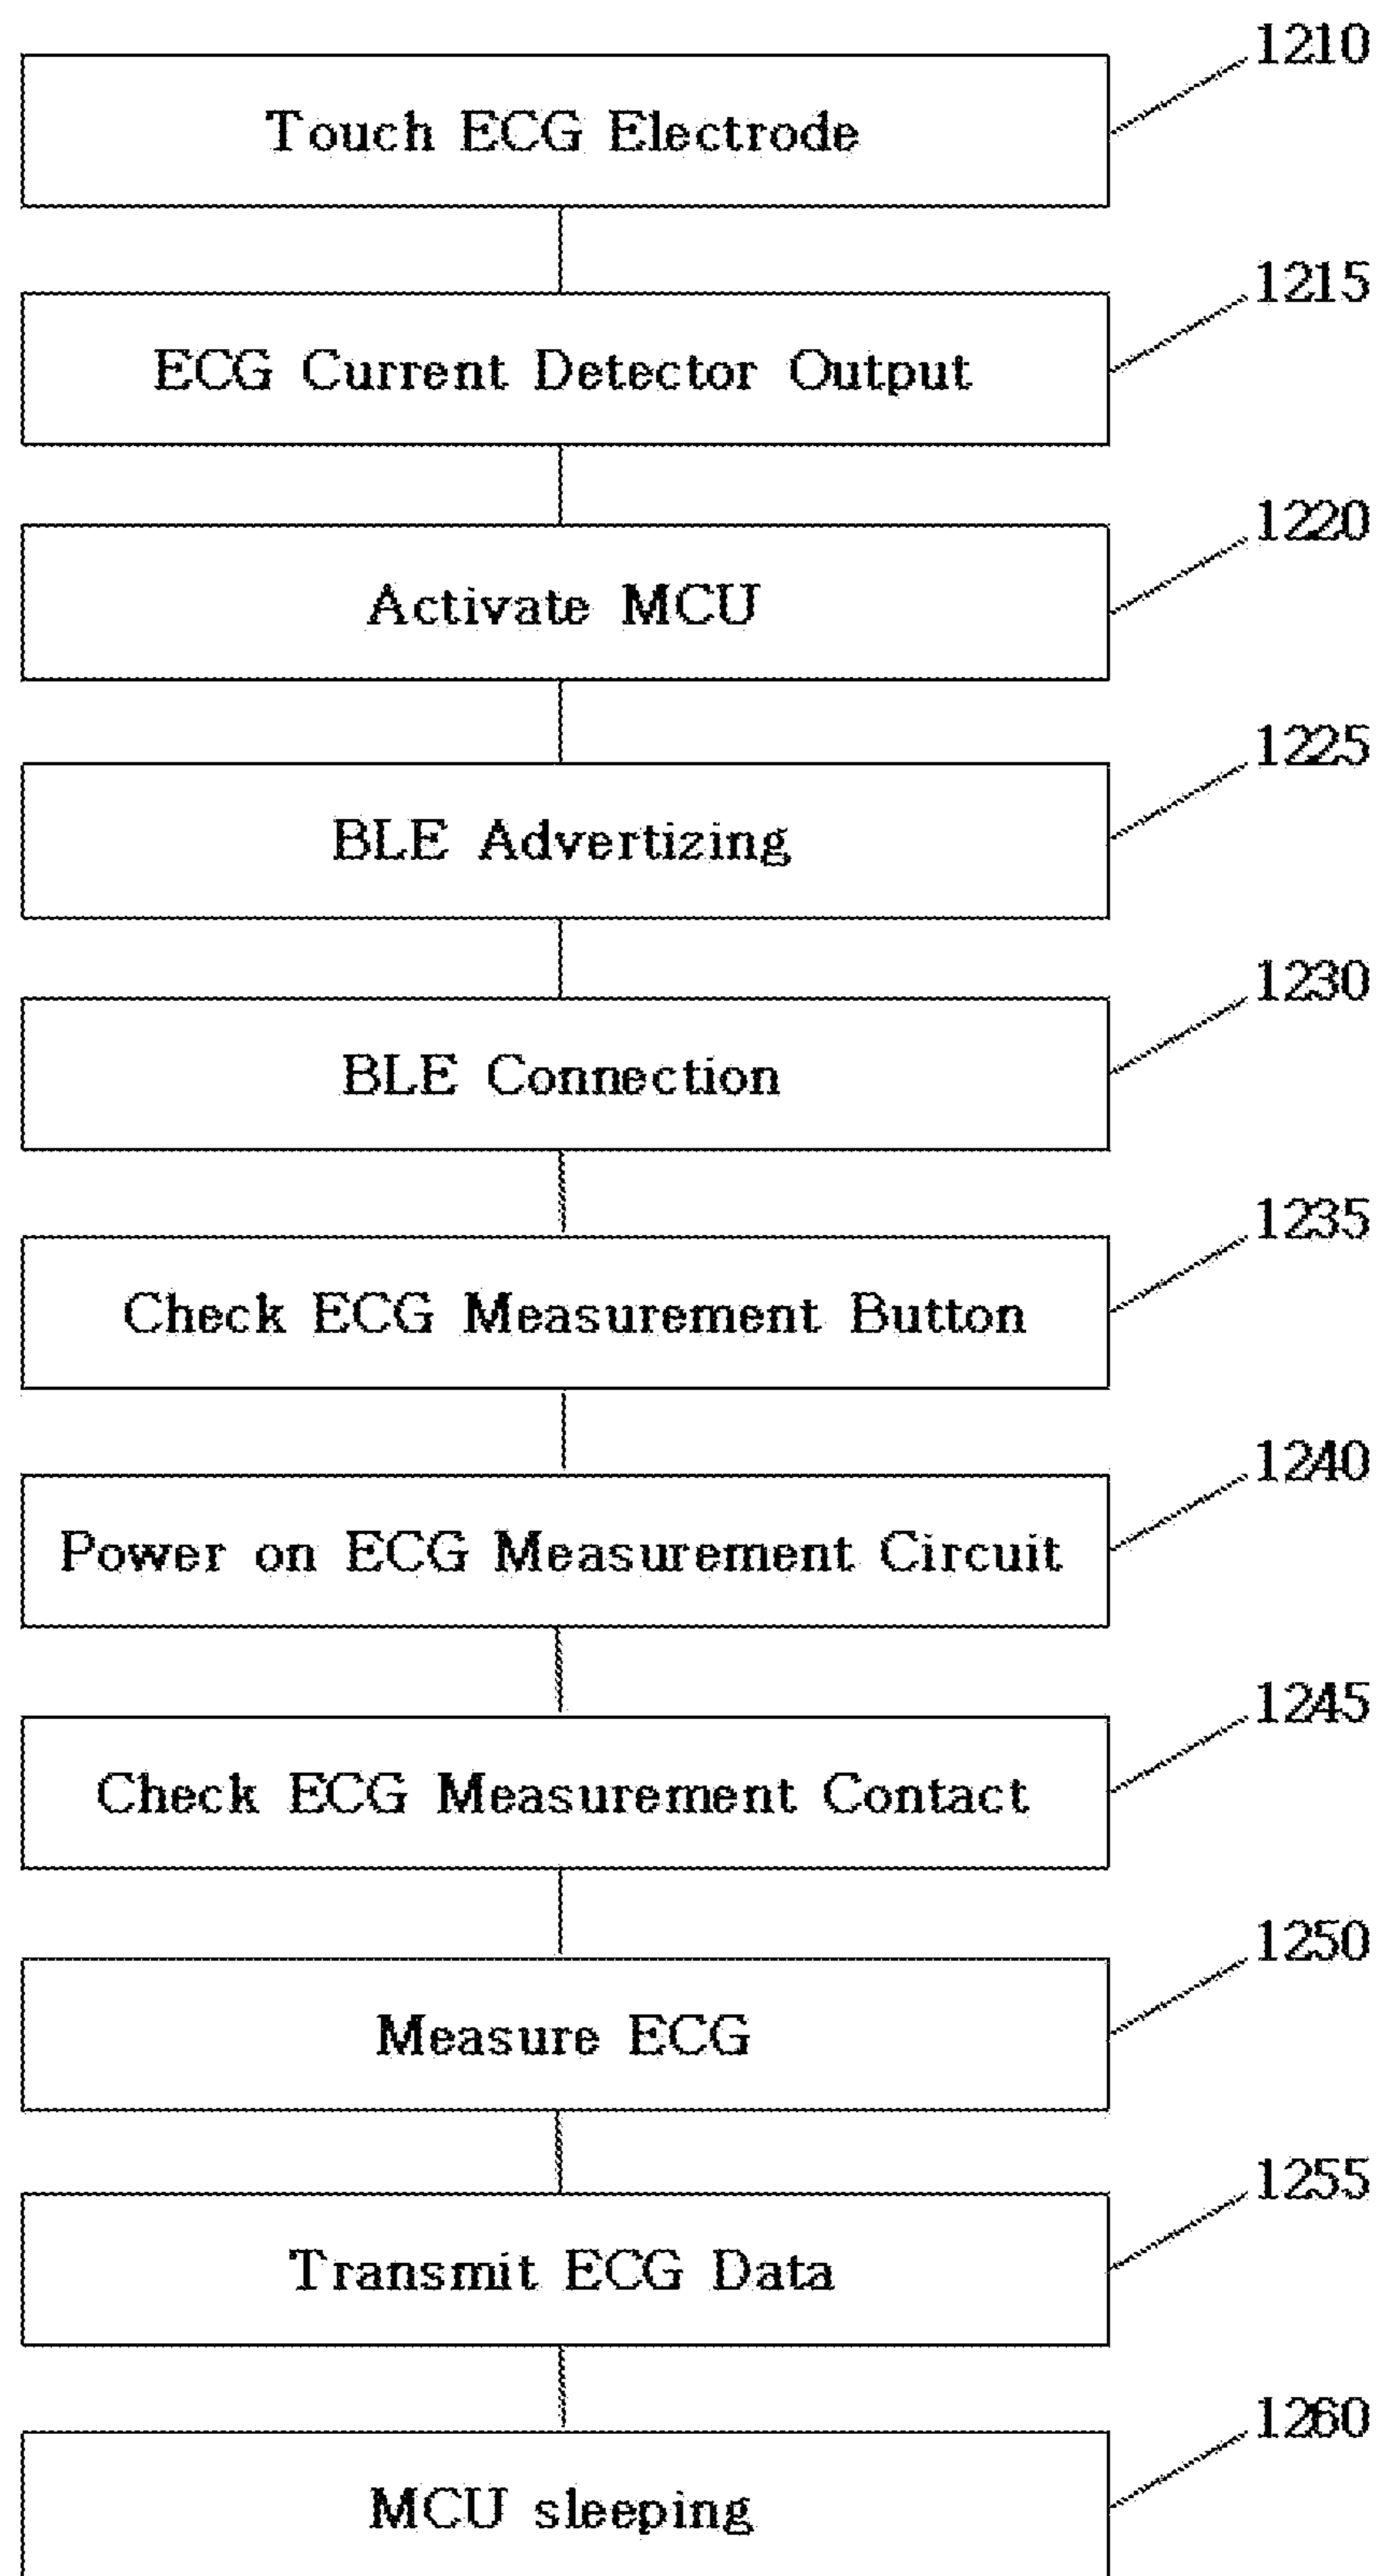 1210
Touch ECG Electrode
1215
ECG Current Detector Output
1220
Activate MCU
1225
BLE Advertizing
1230
BLE Connection
1235
Check ECG Measurement Button
1240
Power on ECG Measurement Circuit
1245
Check ECG Measurement Contact
1250
Measure ECG
1255
Transmit ECG Data
1260
MCU sleeping